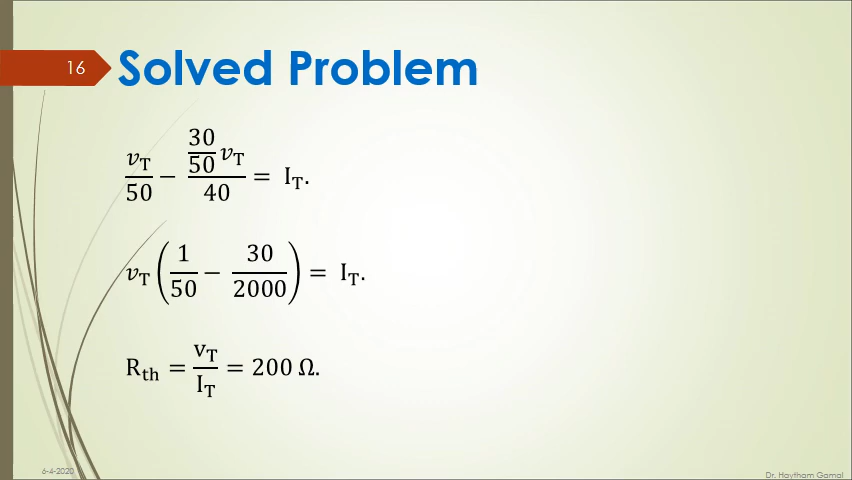 16
Solved Problem
v_T/50 − (30/50 v_T)/40 = I_T.
v_T (1/50 − 30/2000) = I_T.
R_th = v_T/I_T = 200 Ω.
6-4-2020
Dr. Haytham Gamal